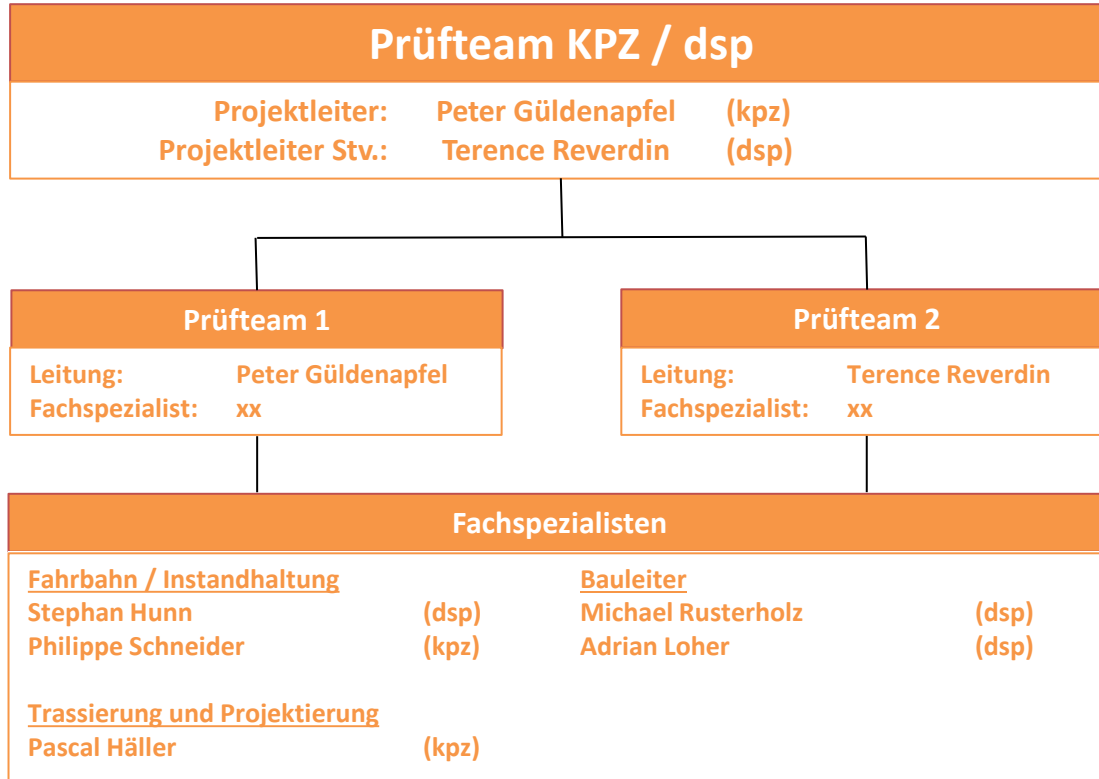 Prüfteam KPZ / dsp
Projektleiter: Peter Güldenapfel (kpz)
Projektleiter Stv.: Terence Reverdin (dsp)
Prüfteam 1
Leitung: Peter Güldenapfel
Fachspezialist: xx
Prüfteam 2
Leitung: Terence Reverdin
Fachspezialist: xx
Fachspezialisten
Fahrbahn / Instandhaltung
Stephan Hunn (dsp)
Philippe Schneider (kpz)
Trassierung und Projektierung
Pascal Häller (kpz)
Bauleiter
Michael Rusterholz (dsp)
Adrian Loher (dsp)